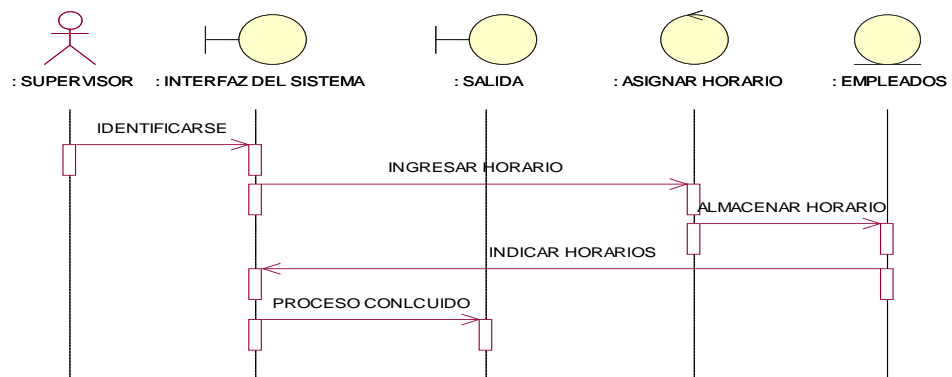 : SUPERVISOR
: INTERFAZ DEL SISTEMA
: SALIDA
: ASIGNAR HORARIO
: EMPLEADOS
IDENTIFICARSE
INGRESAR HORARIO
ALMACENAR HORARIO
INDICAR HORARIOS
PROCESO CONLCUIDO